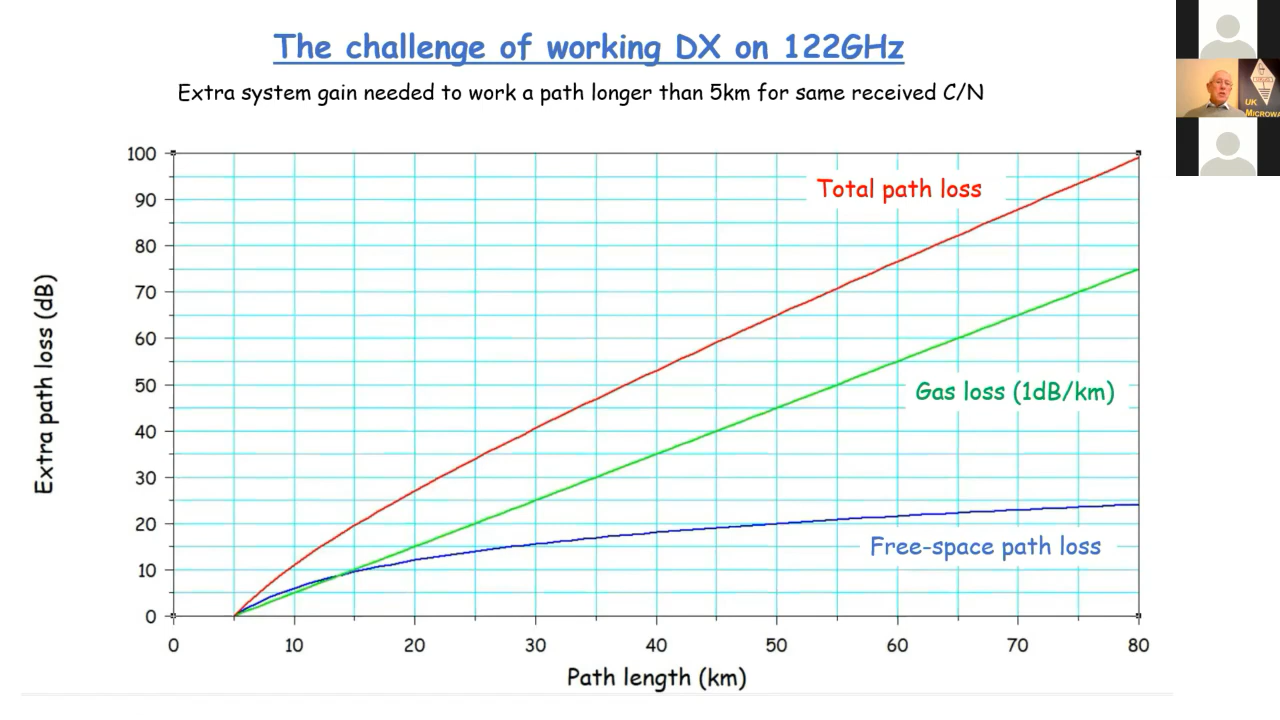 The challenge of working DX on 122GHz
Extra system gain needed to work a path longer than 5km for same received C/N
UK
100
90
80
70
60
50
40
30
20
10
0
Extra path loss (dB)
Total path loss
Gas loss (1dB/km)
Free-space path loss
0 10 20 30 40 50 60 70 80
Path length (km)